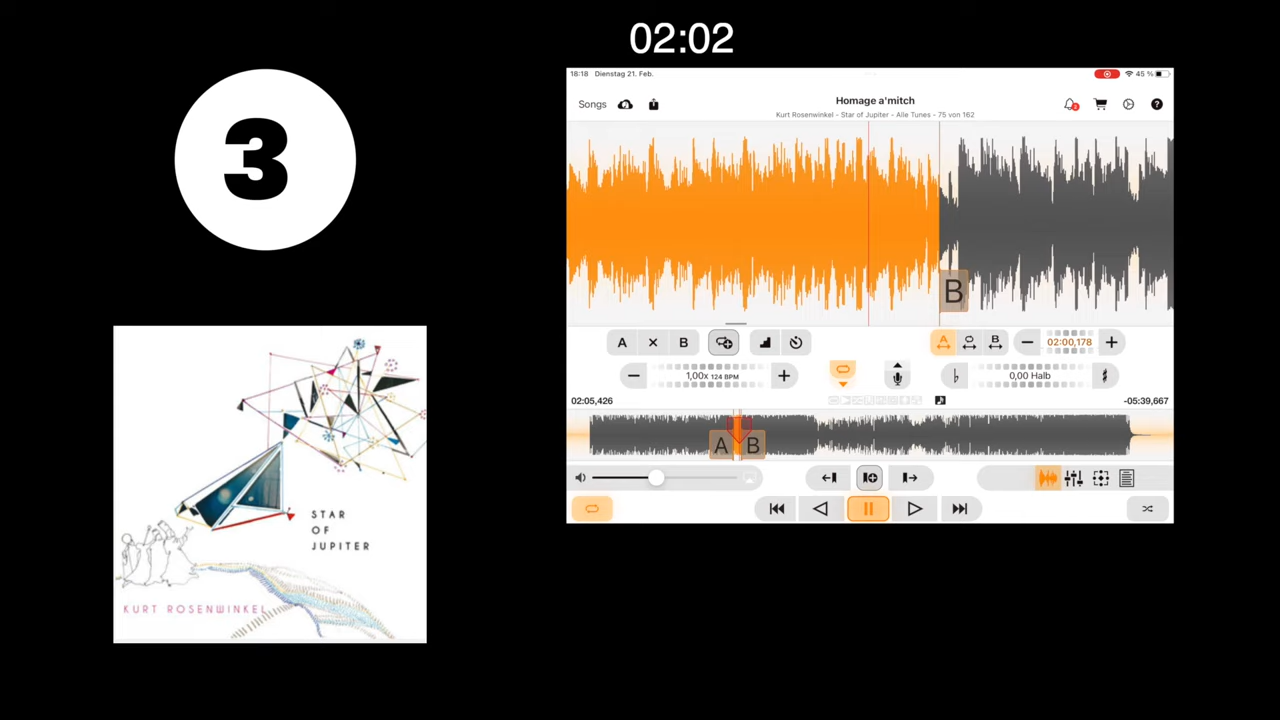 02:02
3
18:18 Dienstag 21. Feb.
45 %
Songs
Homage a'mitch
Kurt Rosenwinkel - Star of Jupiter - Alle Tunes - 75 von 162
B
A
B
A
B
02:00,178
1,00x 124 BPM
0,00 Halb
02:05,426
-05:39,667
A
B
STAR
OF
JUPITER
KURT ROSENWINKEL